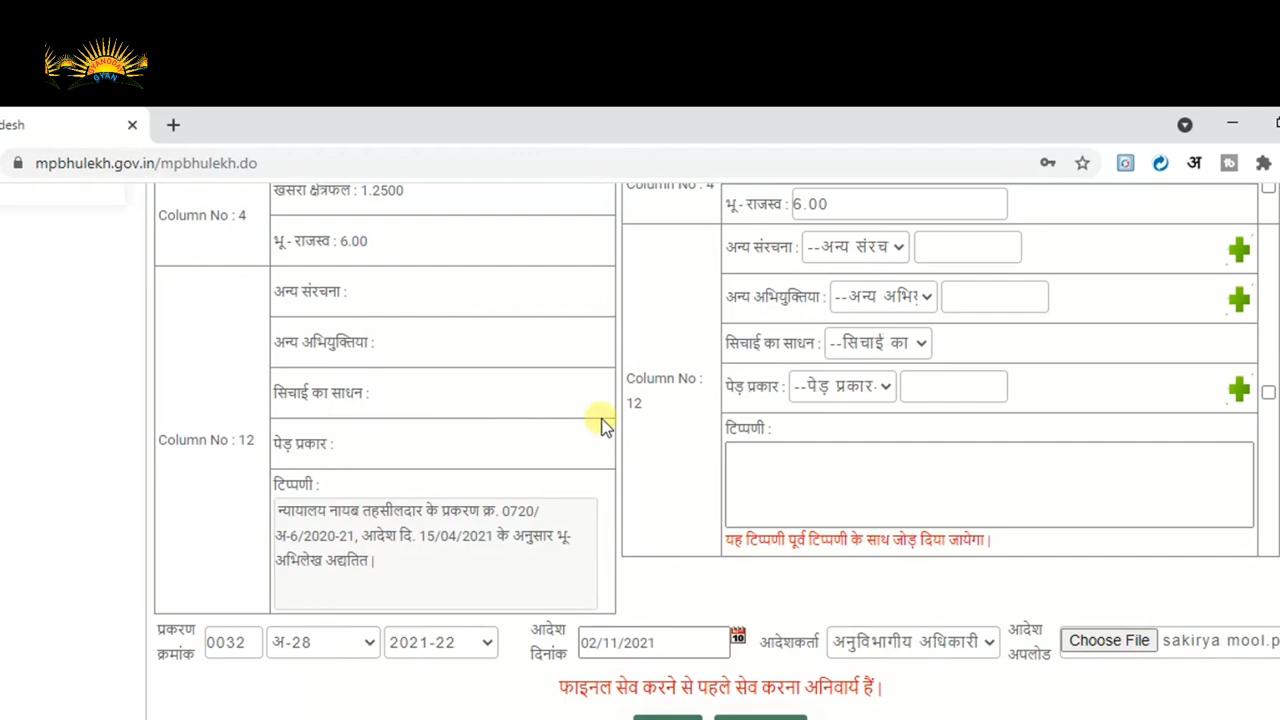 GYANOPAY
GYAN
desh
mpbhulekh.gov.in/mpbhulekh.do
अ
Column No : 4
खसरा क्षेत्रफल : 1.2500
भू - राजस्व : 6.00
Column No : 12
अन्य संरचना :
अन्य अभियुक्तिया :
सिचाई का साधन :
पेड़ प्रकार :
टिप्पणी :
न्यायालय नायब तहसीलदार के प्रकरण क्र. 0720/
अ-6/2020-21, आदेश दि. 15/04/2021 के अनुसार भू-
अभिलेख अद्यतित |
Column No : 4
भू - राजस्व : 6.00
Column No :
12
अन्य संरचना : --अन्य संरच
अन्य अभियुक्तिया : --अन्य अभियु
सिचाई का साधन : --सिचाई का
पेड़ प्रकार : --पेड़ प्रकार-
टिप्पणी :
यह टिप्पणी पूर्व टिप्पणी के साथ जोड़ दिया जायेगा |
प्रकरण
क्रमांक
0032
अ-28
2021-22
आदेश
दिनांक
02/11/2021
10
आदेशकर्ता
अनुविभागीय अधिकारी
आदेश
अपलोड
Choose File
sakirya mool.p
फाइनल सेव करने से पहले सेव करना अनिवार्य हैं |